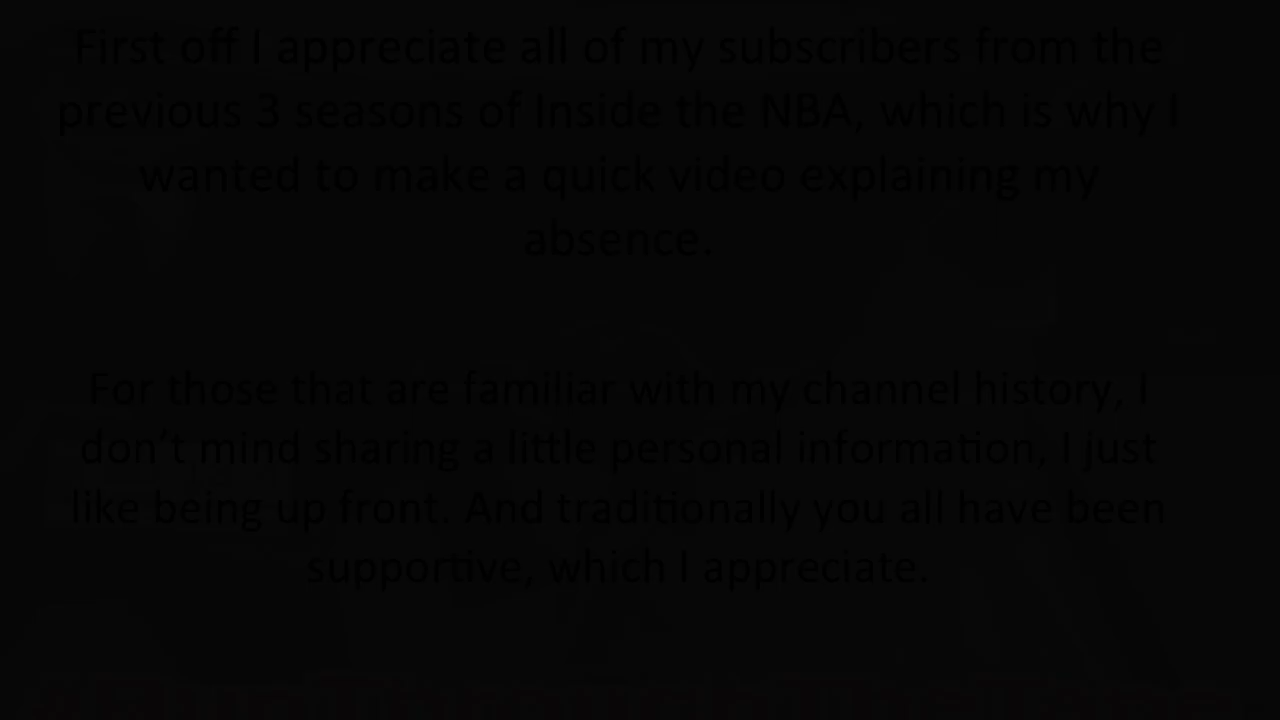 First off I appreciate all of my subscribers from the
previous 3 seasons of Inside the NBA, which is why I
wanted to make a quick video explaining my
absence.
For those that are familiar with my channel history, I
don't mind sharing a little personal information, I just
like being up front. And traditionally you all have been
supportive, which I appreciate.